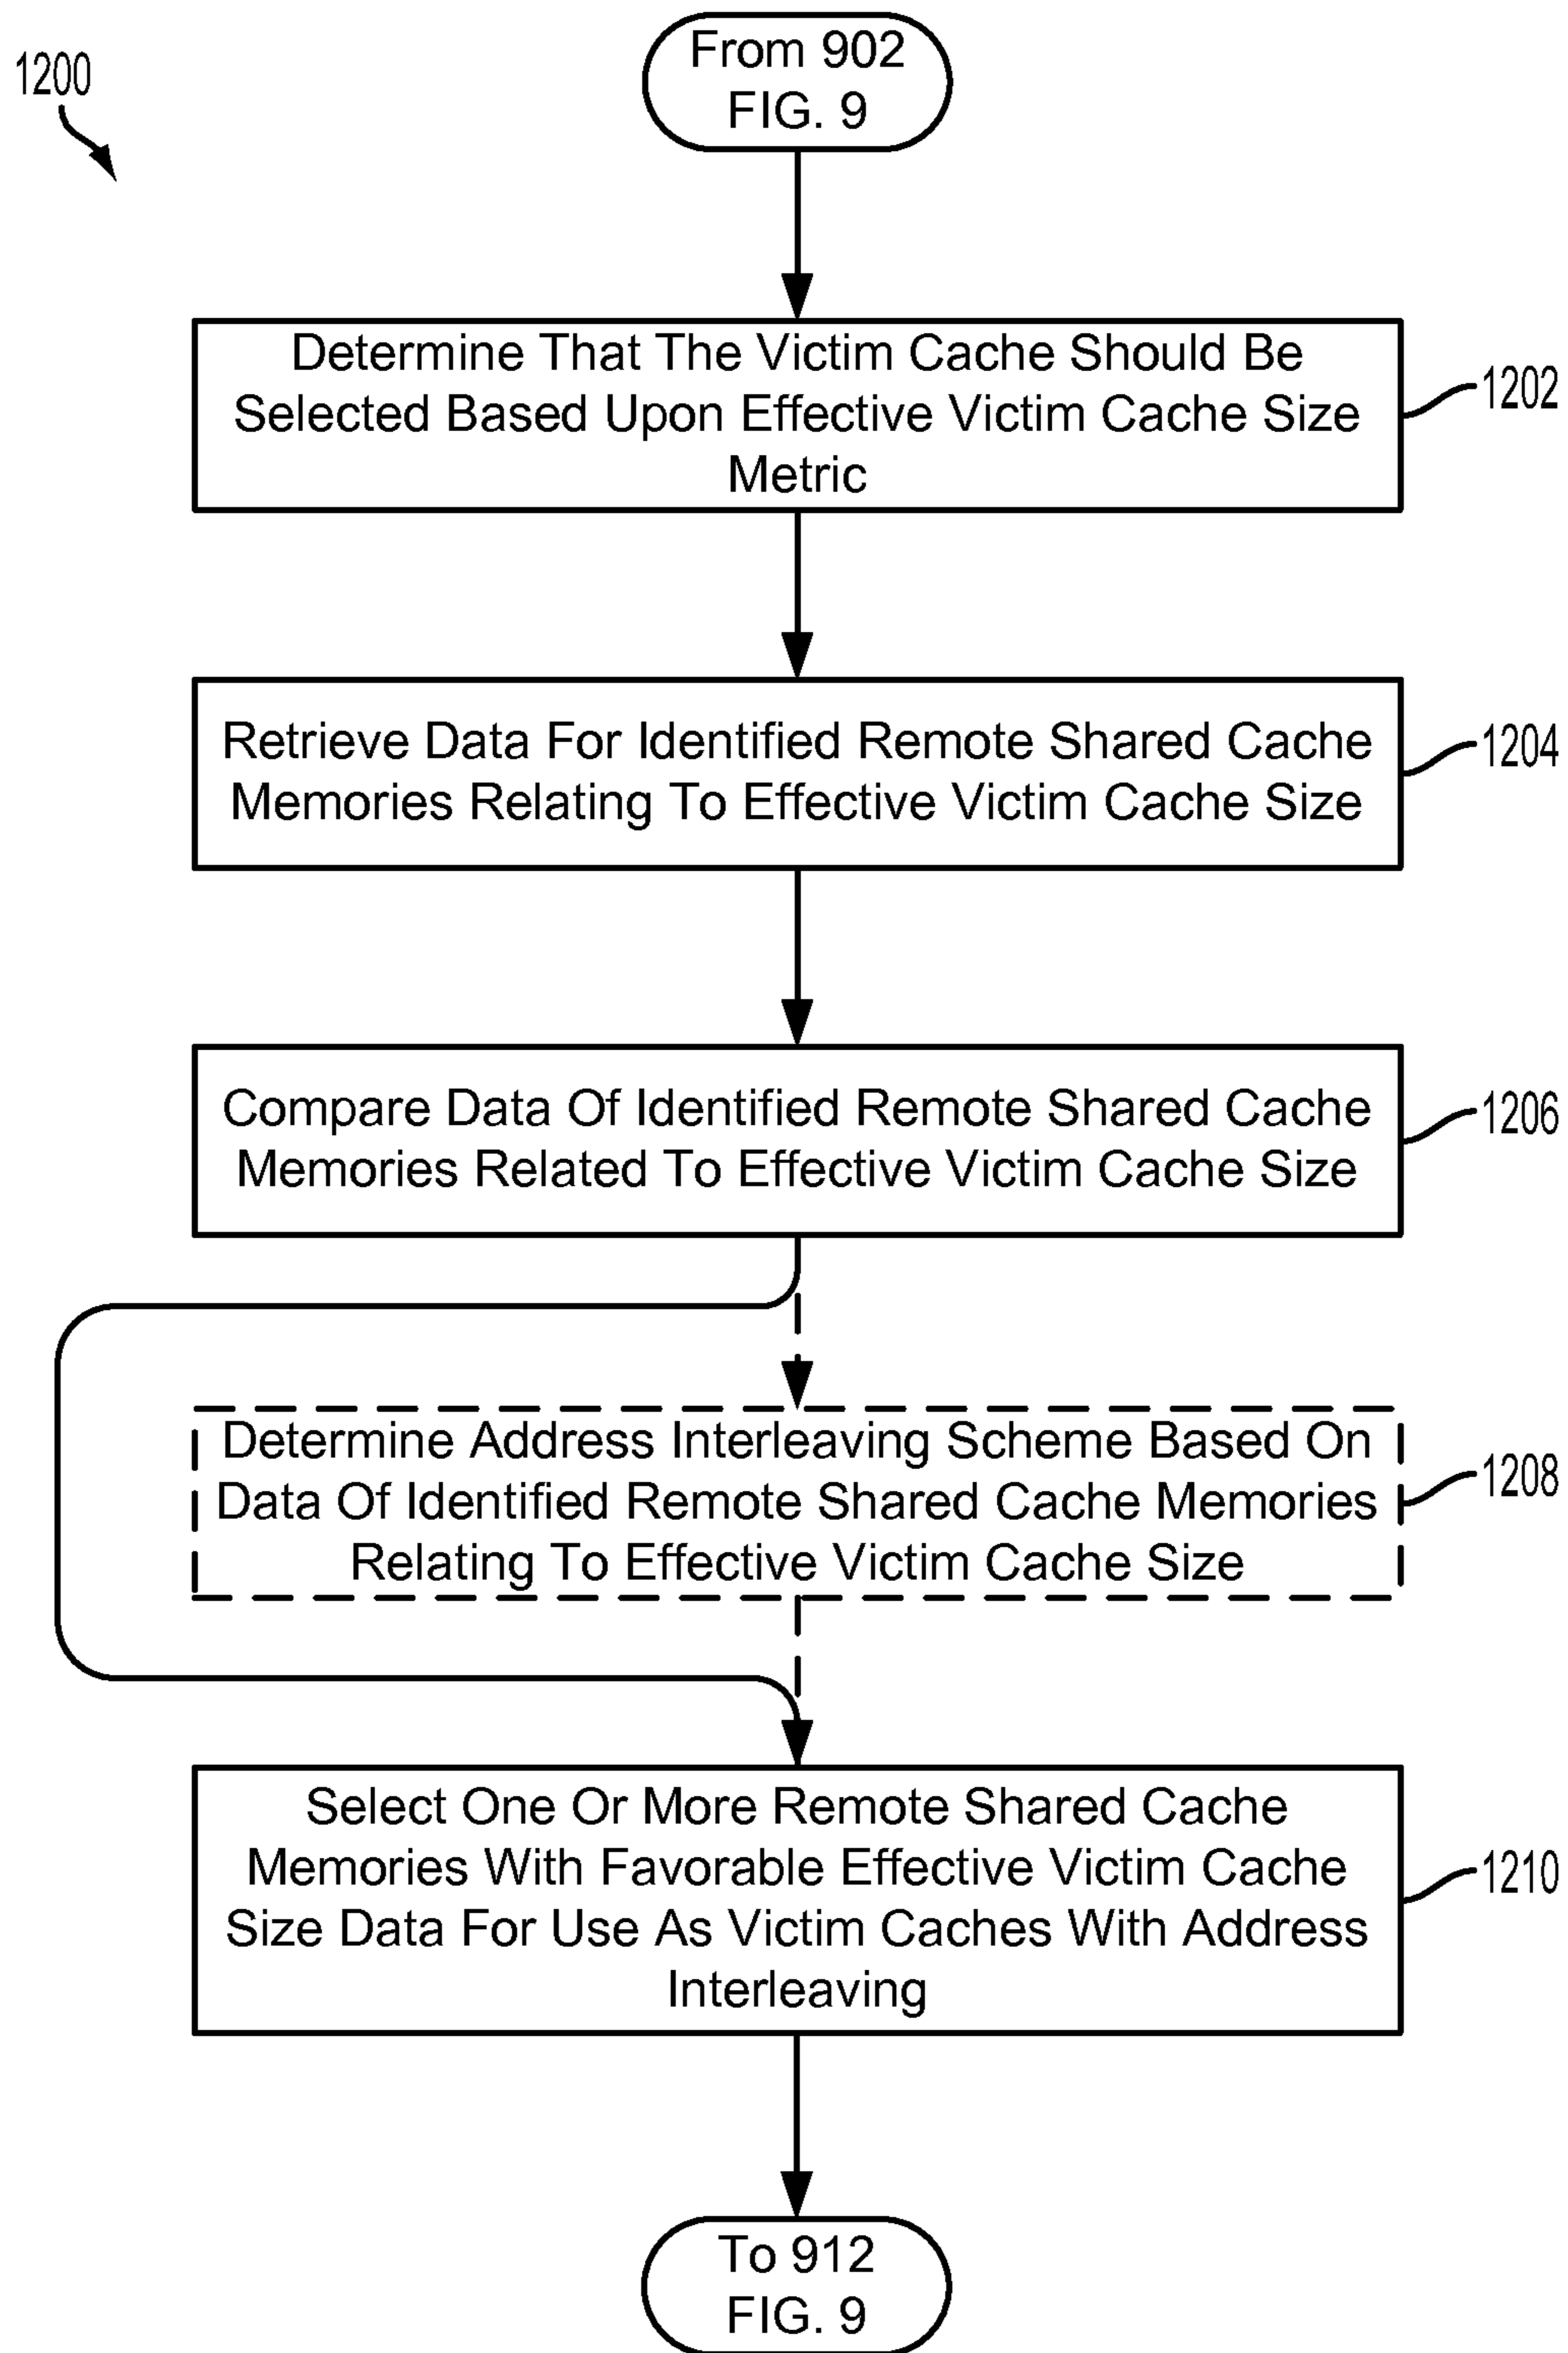 1200
From 902
FIG. 9
Determine That The Victim Cache Should Be
Selected Based Upon Effective Victim Cache Size
Metric
1202
Retrieve Data For Identified Remote Shared Cache
Memories Relating To Effective Victim Cache Size
1204
Compare Data Of Identified Remote Shared Cache
Memories Related To Effective Victim Cache Size
1206
Determine Address Interleaving Scheme Based On
Data Of Identified Remote Shared Cache Memories
Relating To Effective Victim Cache Size
1208
Select One Or More Remote Shared Cache
Memories With Favorable Effective Victim Cache
Size Data For Use As Victim Caches With Address
Interleaving
1210
To 912
FIG. 9